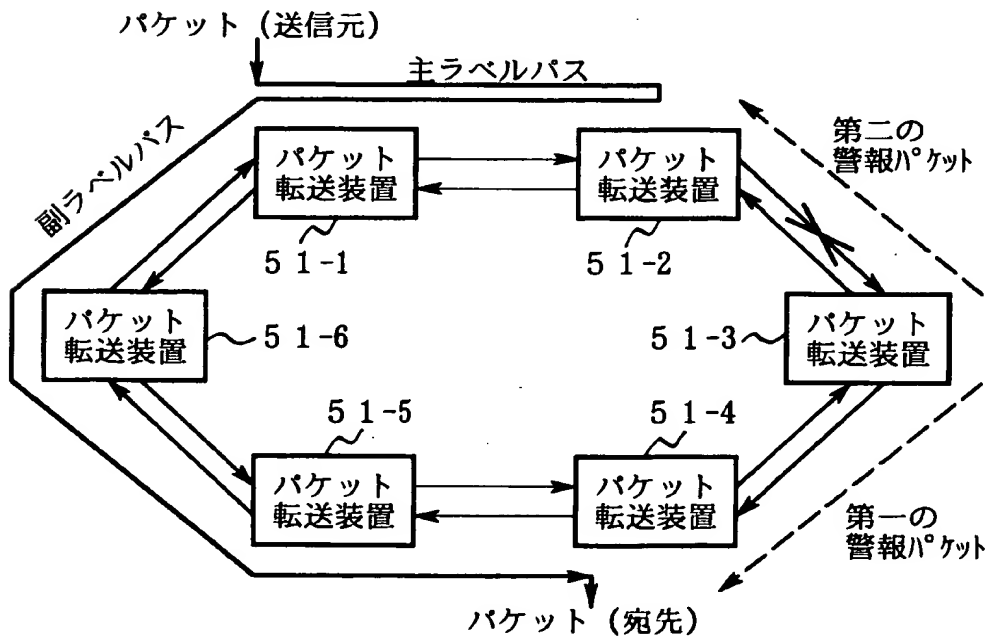 パケット (送信元)
主ラベルパス
副ラベルパス
第二の
警報パケット
パケット
転送装置
51-1
パケット
転送装置
51-2
パケット
転送装置
51-6
パケット
転送装置
51-3
パケット
転送装置
51-5
パケット
転送装置
51-4
第一の
警報パケット
パケット (宛先)